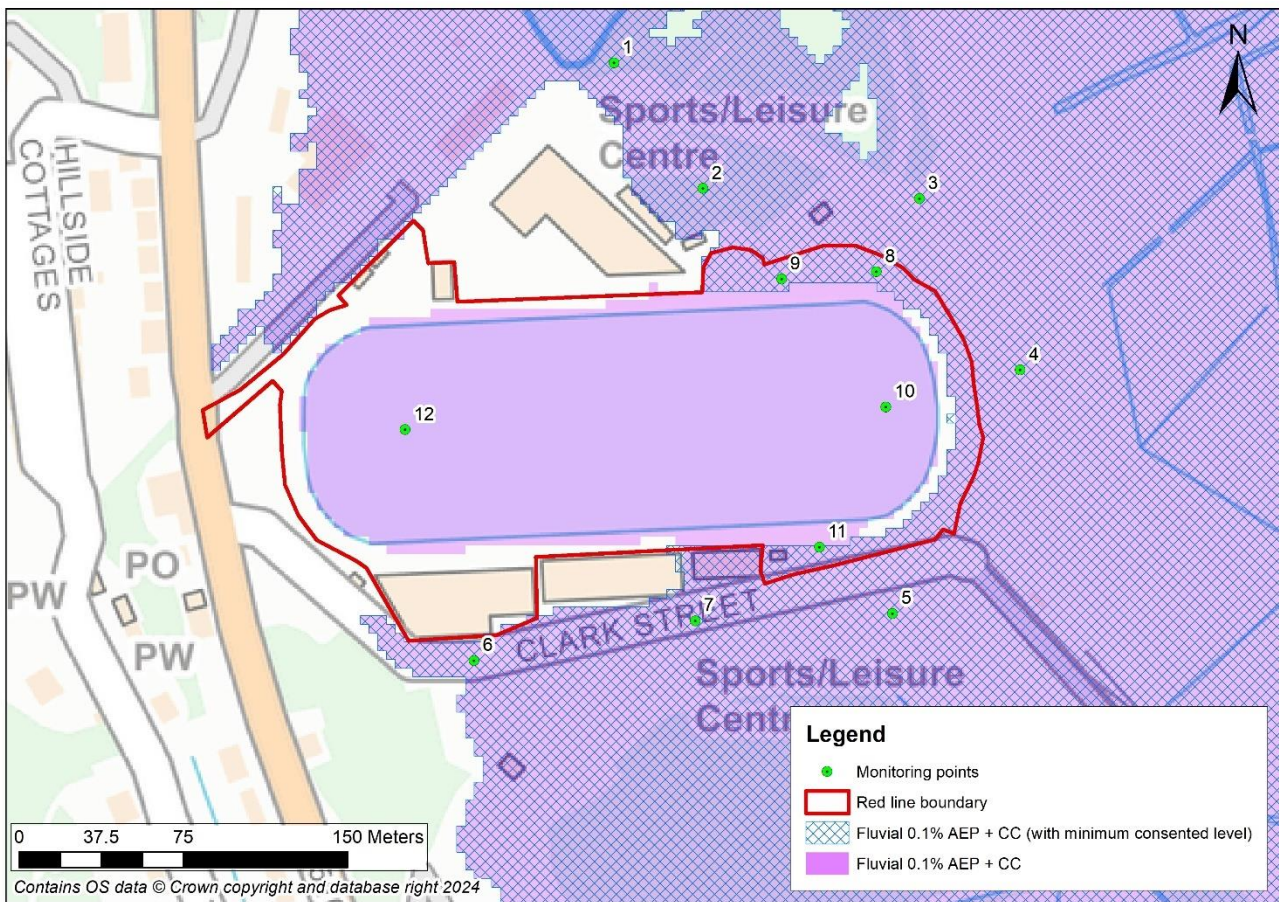 1
N
Sports/Leisure
Centre
2
3
HILLSIDE
COTTAGES
8
9
4
10
12
11
PO
PW
PW
5
7
CLARK STREET
6
Sports/Leisure
Centr
Legend
Monitoring points
Red line boundary
Fluvial 0.1% AEP + CC (with minimum consented level)
Fluvial 0.1% AEP + CC
0 37.5 75 150 Meters
Contains OS data © Crown copyright and database right 2024